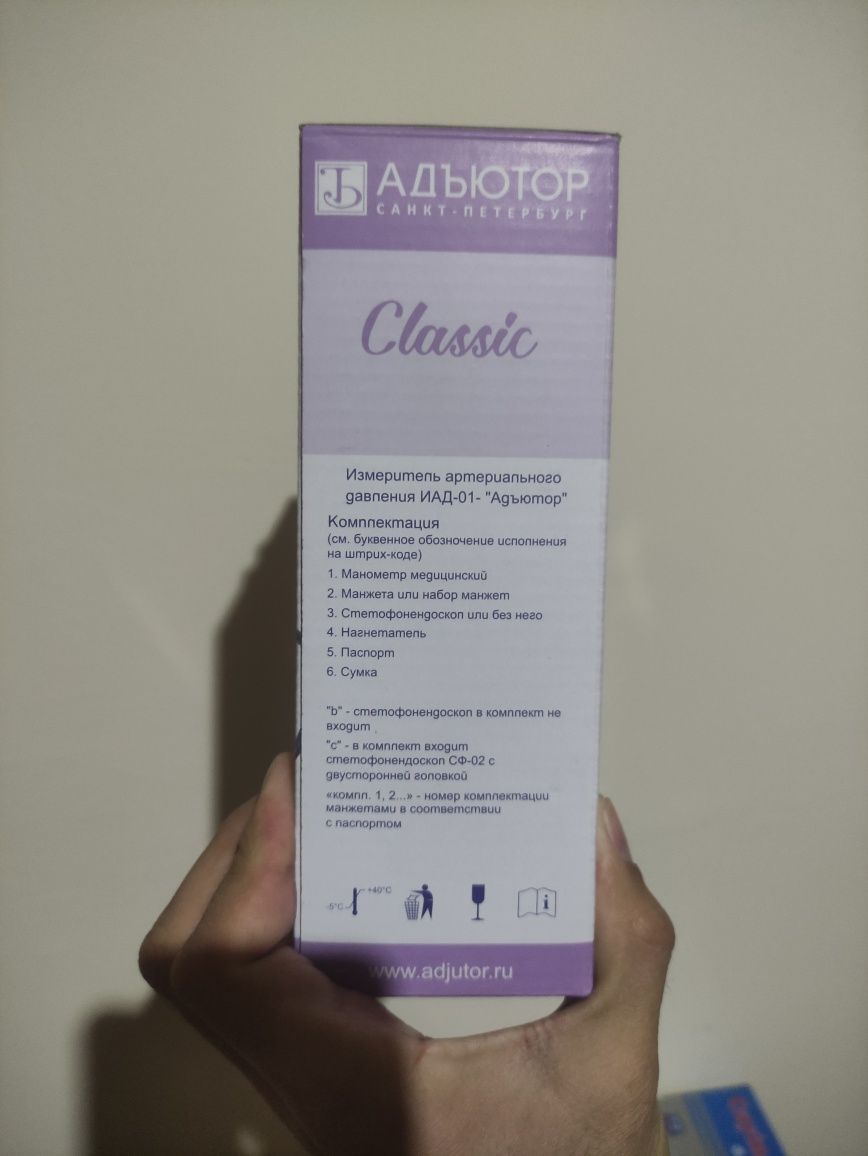 АДЪЮТОР
САНКТ-ПЕТЕРБУРГ
Classic
Измеритель артериального
давления ИАД-01- "Адъютор"
Комплектация
(см. буквенное обозночение исполнения
на штрих-коде)
1. Манометр медицинский
2. Манжета или набор манжет
3. Стетофонендоскоп или без него
4. Нагнетатель
5. Паспорт
6. Сумка
"b" - стетофонендоскоп в комплект не
входит
"с" - в комплект входит
стетофонендоскоп СФ-02 с
двусторонней головкой
«компл. 1, 2...» - номер комплектации
манжетами в соответствии
с паспортом
+40°C
-5°C
i
www.adjutor.ru